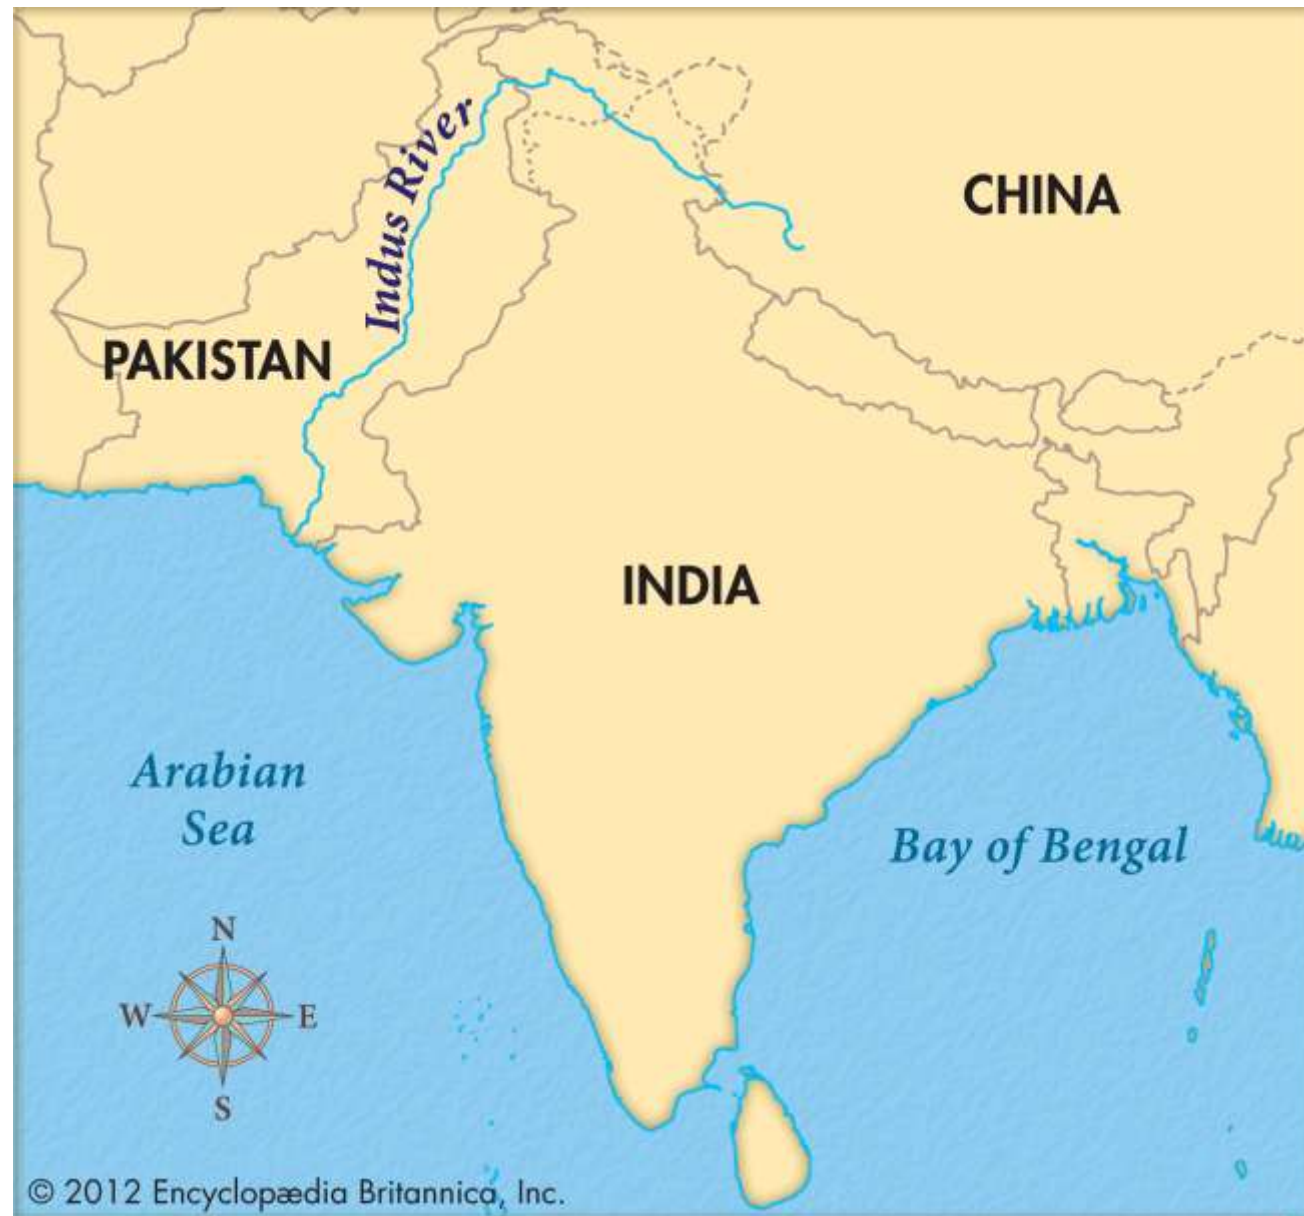 Indus River
CHINA
PAKISTAN
INDIA
Arabian
Sea
Bay of Bengal
N
W E
S
© 2012 Encyclopædia Britannica, Inc.